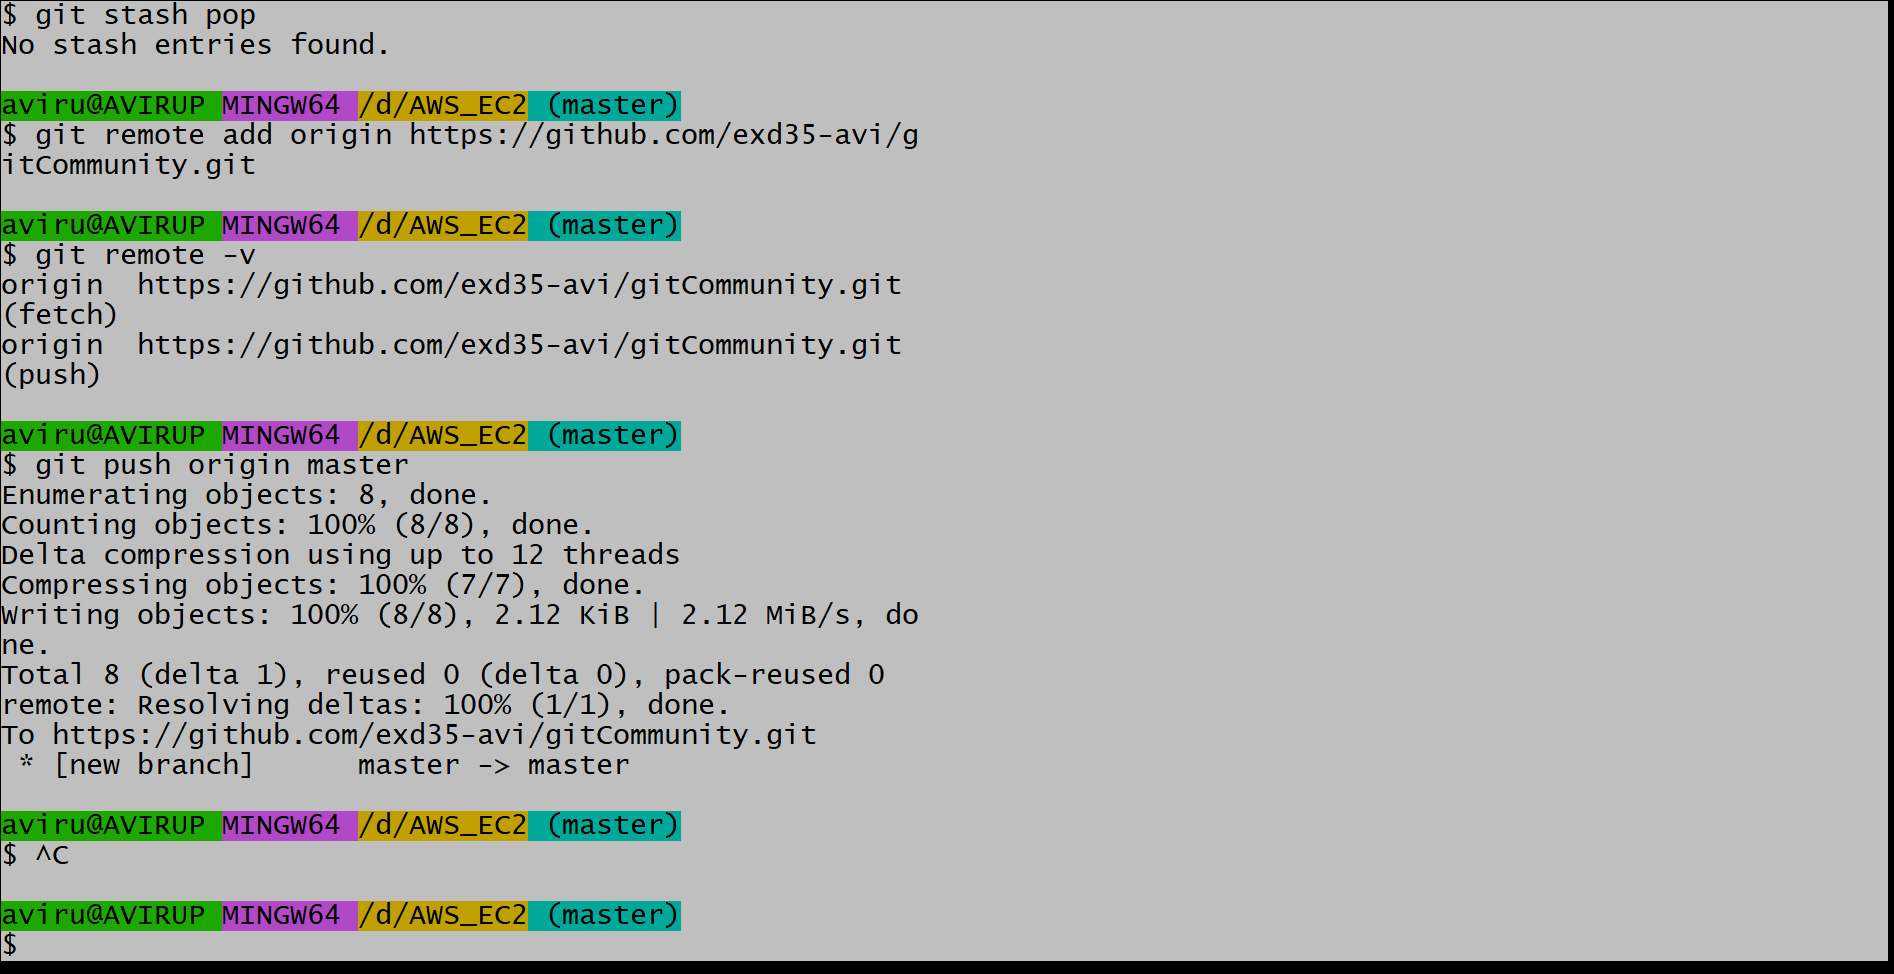 $ git stash pop
No stash entries found.
aviru@AVIRUP MINGW64 /d/AWS_EC2 (master)
$ git remote add origin https://github.com/exd35-avi/g
itCommunity.git
aviru@AVIRUP MINGW64 /d/AWS_EC2 (master)
$ git remote -v
origin  https://github.com/exd35-avi/gitCommunity.git
(fetch)
origin  https://github.com/exd35-avi/gitCommunity.git
(push)
aviru@AVIRUP MINGW64 /d/AWS_EC2 (master)
$ git push origin master
Enumerating objects: 8, done.
Counting objects: 100% (8/8), done.
Delta compression using up to 12 threads
Compressing objects: 100% (7/7), done.
Writing objects: 100% (8/8), 2.12 KiB | 2.12 MiB/s, do
ne.
Total 8 (delta 1), reused 0 (delta 0), pack-reused 0
remote: Resolving deltas: 100% (1/1), done.
To https://github.com/exd35-avi/gitCommunity.git
 * [new branch]      master -> master
aviru@AVIRUP MINGW64 /d/AWS_EC2 (master)
$ ^C
aviru@AVIRUP MINGW64 /d/AWS_EC2 (master)
$